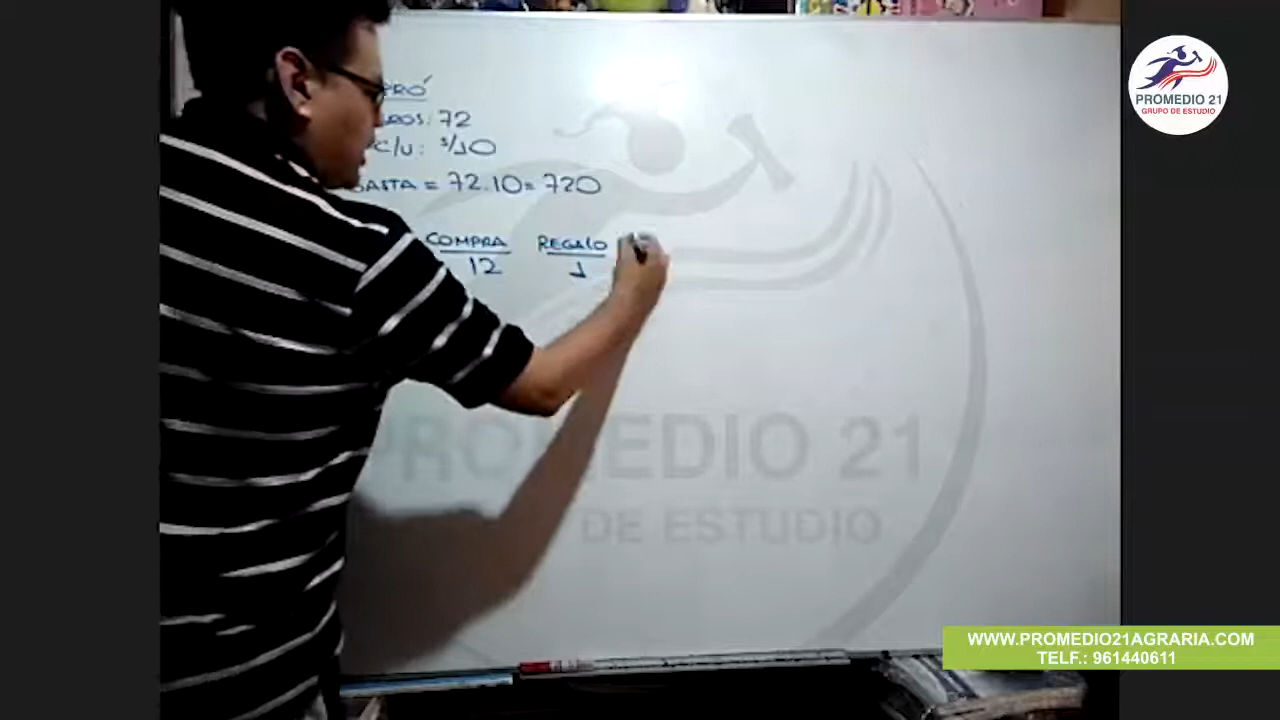 PROMEDIO 21
GRUPO DE ESTUDIO
PRÓ
ROS: 72
C/U: S/10
GASTA = 72.10 = 720
COMPRA REGALO
12 1
PROMEDIO 21
DE ESTUDIO
WWW.PROMEDIO21AGRARIA.COM
TELF.: 961440611